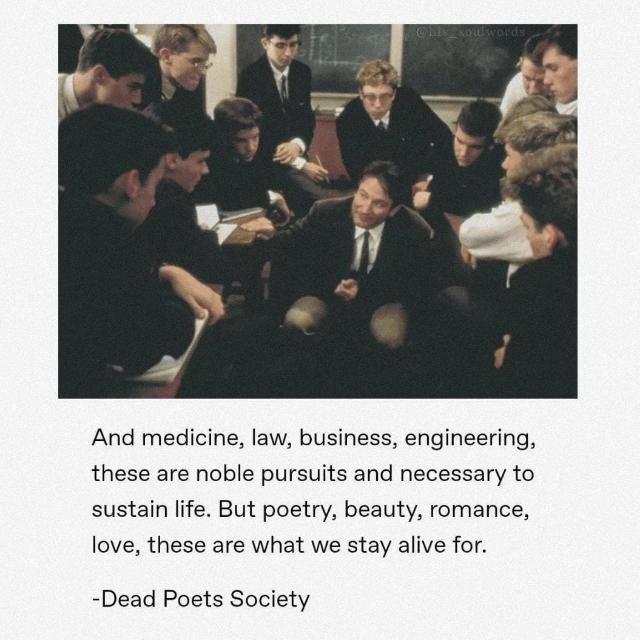 @hfs_soulwords
And medicine, law, business, engineering,
these are noble pursuits and necessary to
sustain life. But poetry, beauty, romance,
love, these are what we stay alive for.
-Dead Poets Society